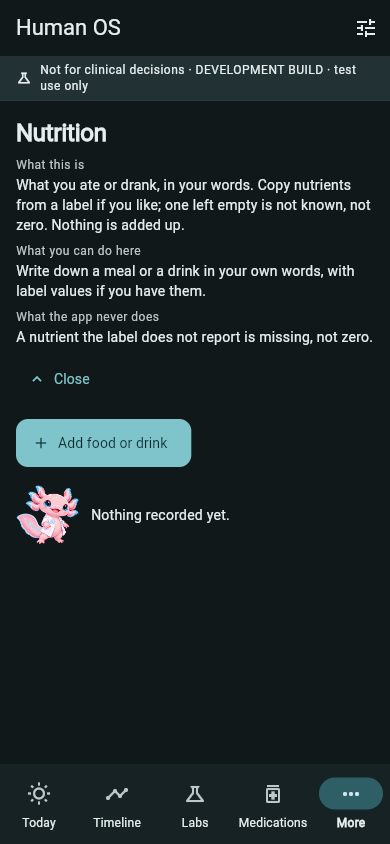 Human OS
Not for clinical decisions · DEVELOPMENT BUILD · test
use only
Nutrition
What this is
What you ate or drank, in your words. Copy nutrients
from a label if you like; one left empty is not known, not
zero. Nothing is added up.
What you can do here
Write down a meal or a drink in your own words, with
label values if you have them.
What the app never does
A nutrient the label does not report is missing, not zero.
Close
Add food or drink
Nothing recorded yet.
Today
Timeline
Labs
Medications
More